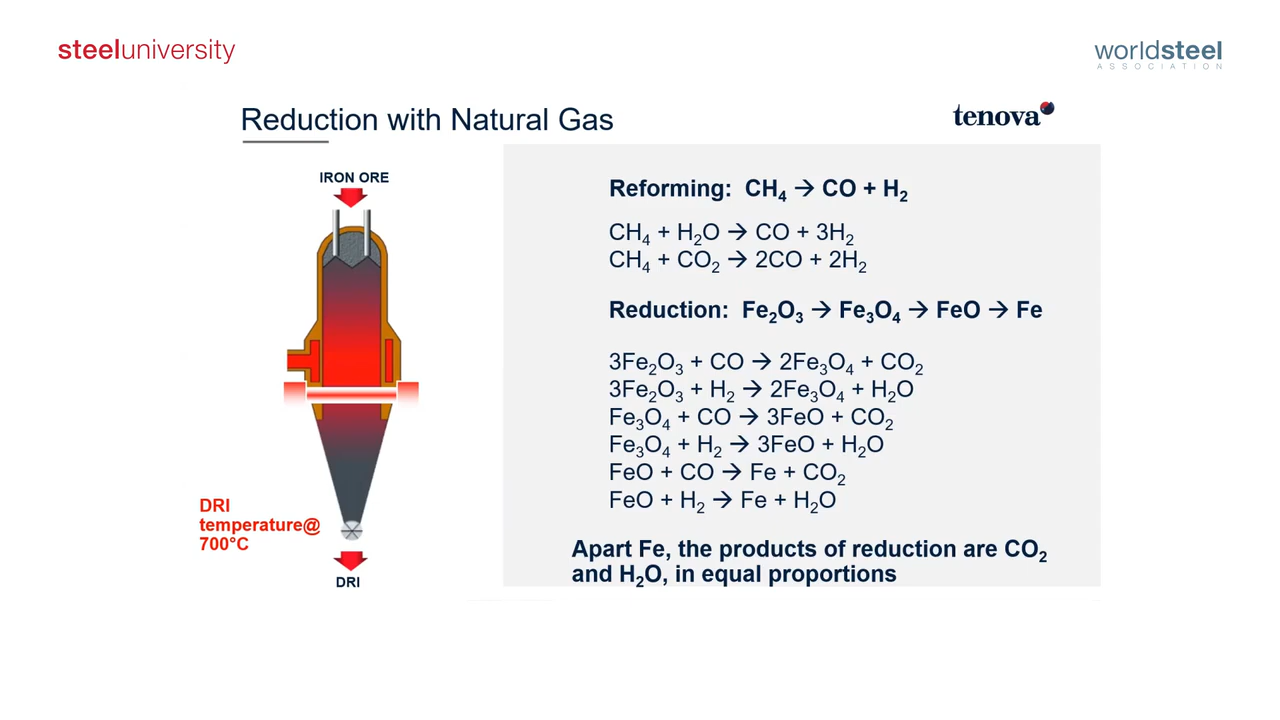 steeluniversity
worldsteel
ASSOCIATION
Reduction with Natural Gas
tenova
IRON ORE
DRI
temperature@
700°C
DRI
Reforming: CH₄ → CO + H₂
CH₄ + H₂O → CO + 3H₂
CH₄ + CO₂ → 2CO + 2H₂
Reduction: Fe₂O₃ → Fe₃O₄ → FeO → Fe
3Fe₂O₃ + CO → 2Fe₃O₄ + CO₂
3Fe₂O₃ + H₂ → 2Fe₃O₄ + H₂O
Fe₃O₄ + CO → 3FeO + CO₂
Fe₃O₄ + H₂ → 3FeO + H₂O
FeO + CO → Fe + CO₂
FeO + H₂ → Fe + H₂O
Apart Fe, the products of reduction are CO₂
and H₂O, in equal proportions